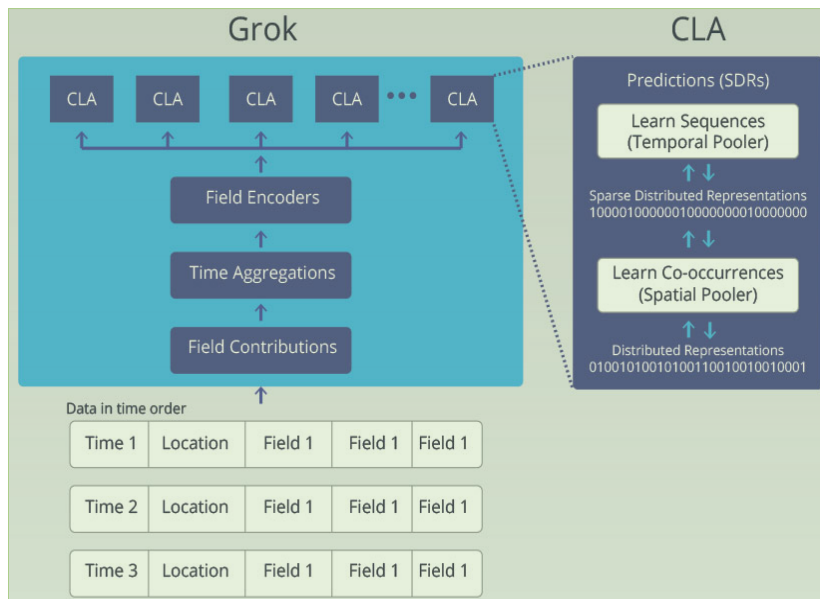 Grok
CLA
CLA
CLA
CLA
CLA
CLA
Field Encoders
Time Aggregations
Field Contributions
Data in time order
Time 1 Location Field 1 Field 1 Field 1
Time 2 Location Field 1 Field 1 Field 1
Time 3 Location Field 1 Field 1 Field 1
Predictions (SDRs)
Learn Sequences
(Temporal Pooler)
Sparse Distributed Representations
Learn Co-occurrences
(Spatial Pooler)
Distributed Representations